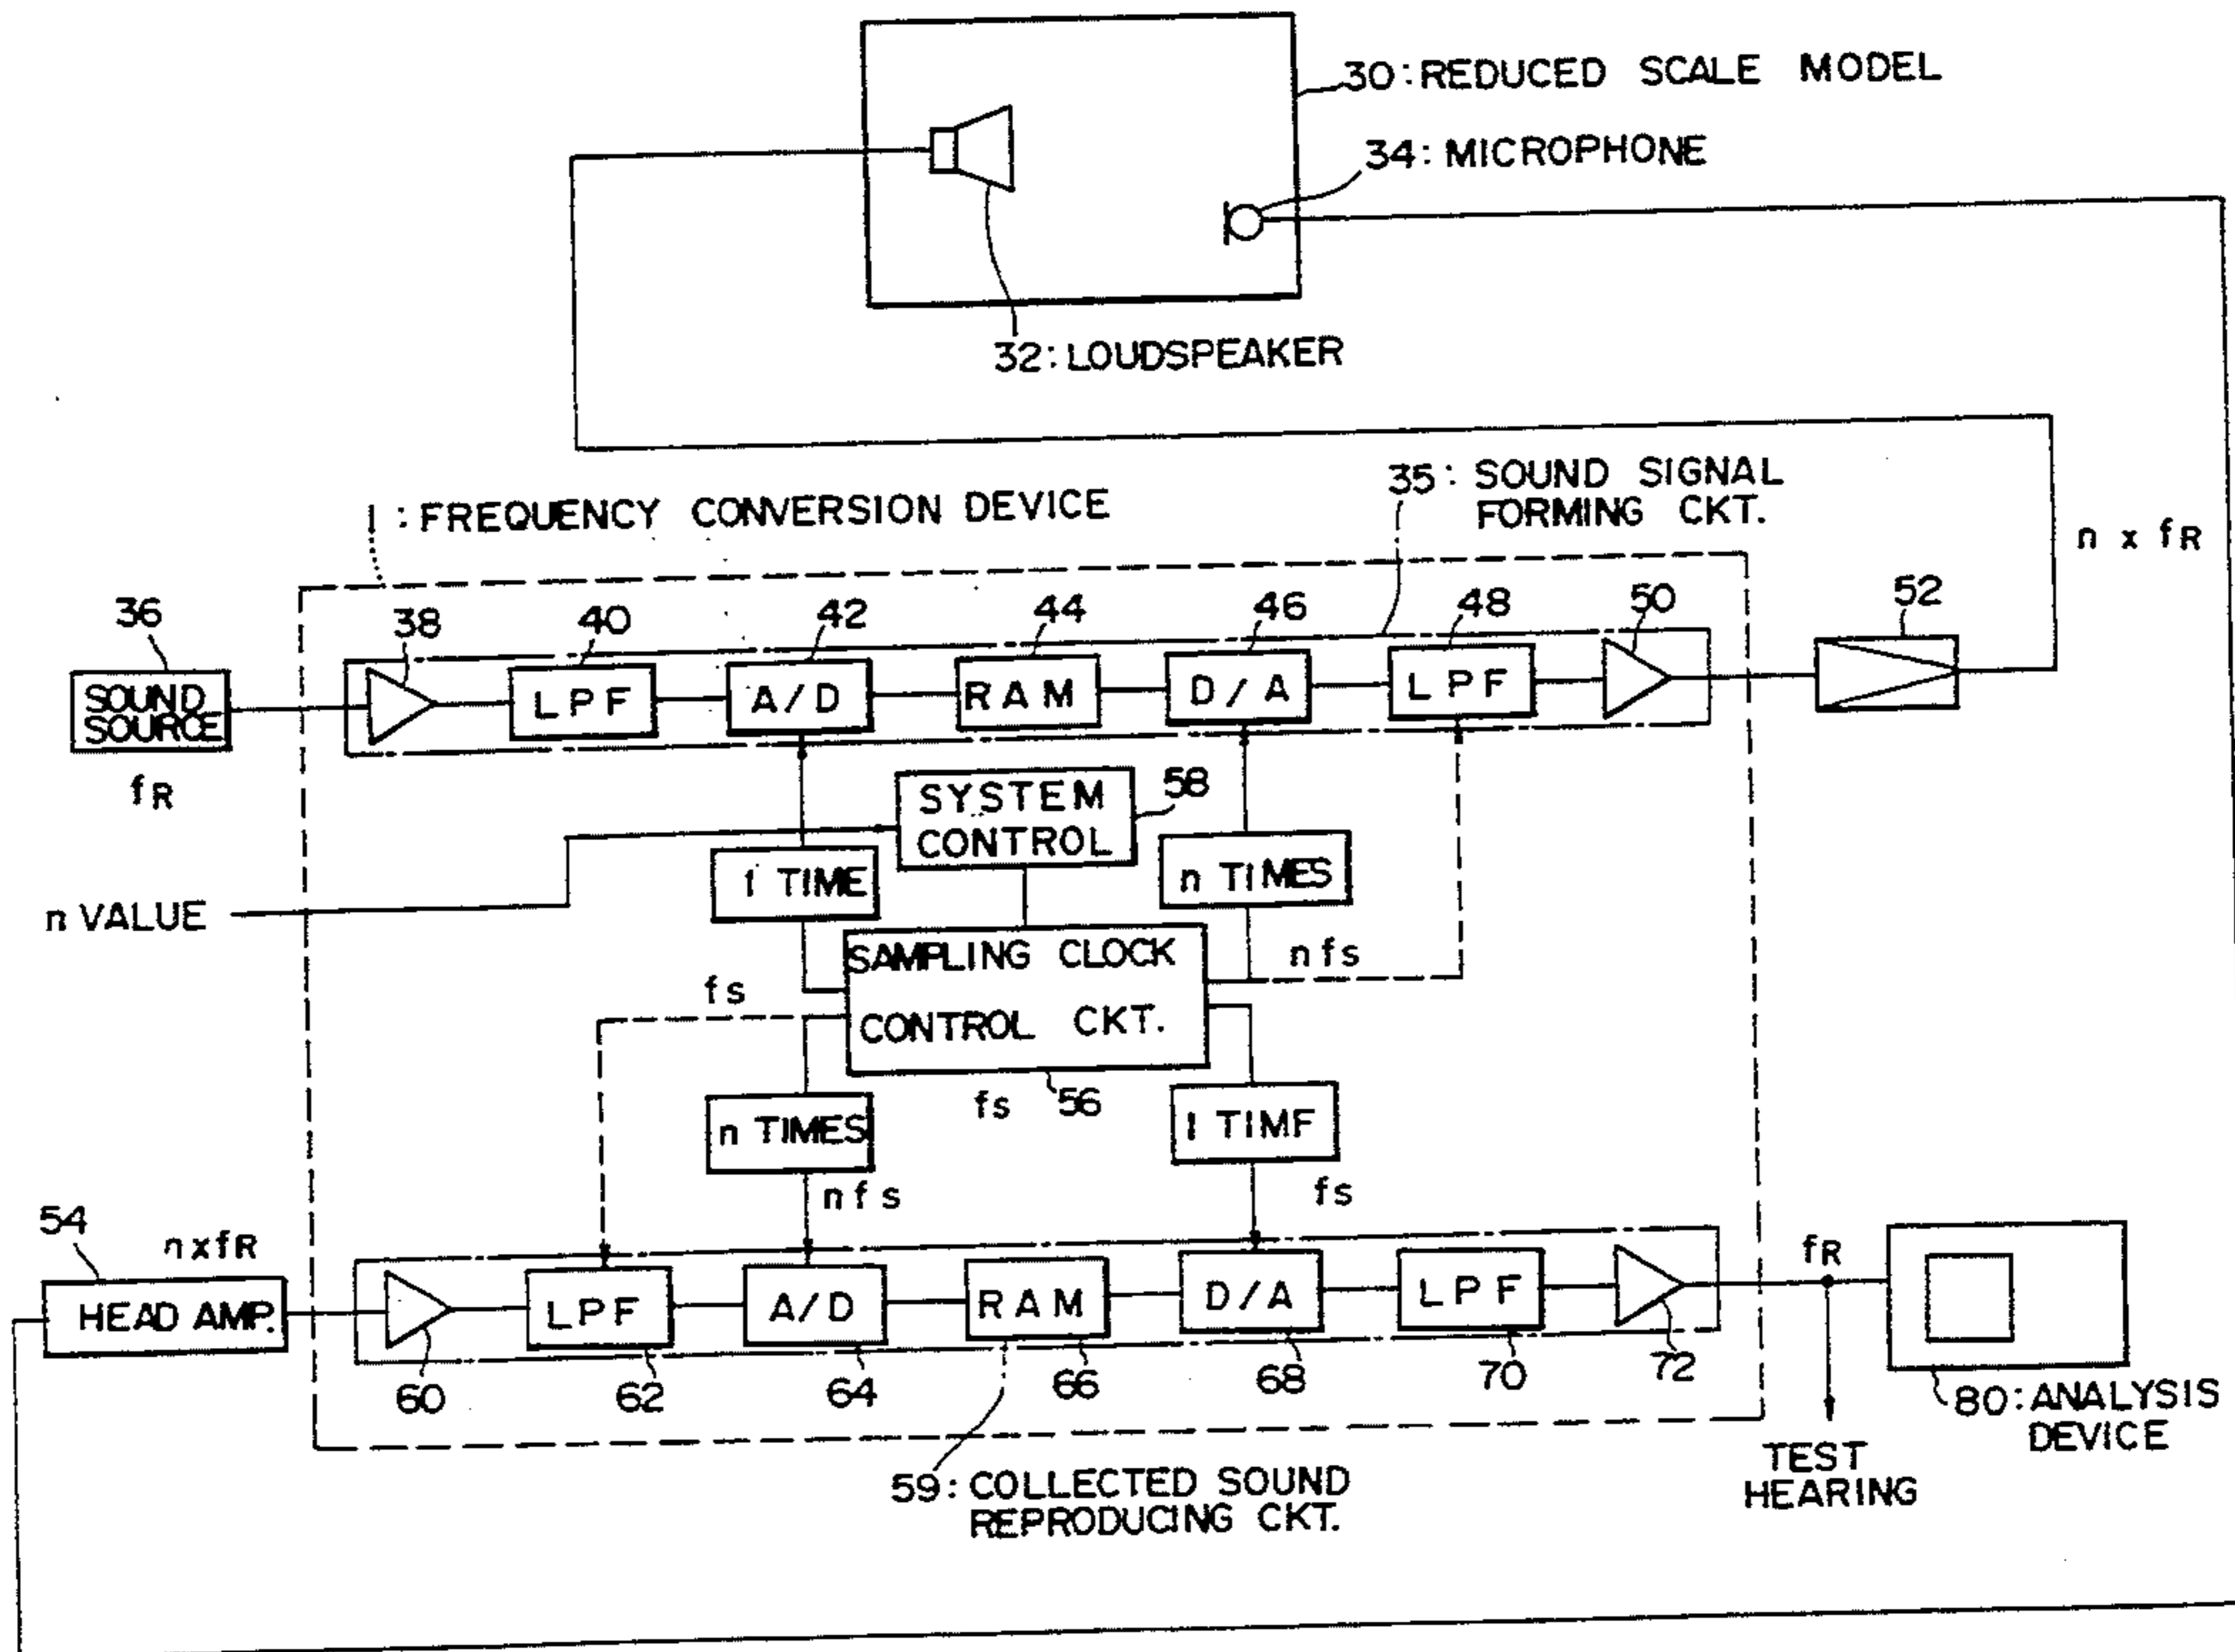 30:REDUCED SCALE MODEL
34:MICROPHONE
32:LOUDSPEAKER
35: SOUND SIGNAL
FORMING CKT.
1:FREQUENCY CONVERSION DEVICE
n x fR
36
38
40
42
44
46
48
50
52
SOUND
SOURCE
LPF
A/D
RAM
D/A
LPF
fR
SYSTEM
CONTROL
58
1 TIME
n TIMES
n VALUE
SAMPLING CLOCK
CONTROL CKT.
nfs
fs
fs
56
n TIMES
1 TIMF
nfs
fs
54
nxfR
HEAD AMP.
LPF
A/D
RAM
D/A
LPF
fR
60
62
64
66
68
70
72
80:ANALYSIS
DEVICE
TEST
HEARING
59:COLLECTED SOUND
REPRODUCING CKT.